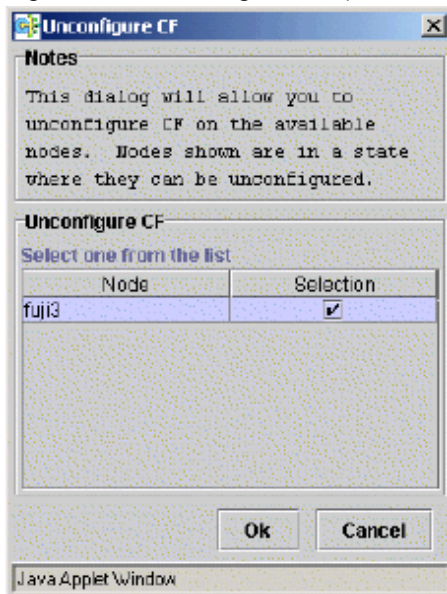 Unconfigure CF
Notes
This dialog will allow you to
unconfigure CF on the available
nodes. Nodes shown are in a state
where they can be unconfigured.
Unconfigure CF
Select one from the list
Node Selection
fuji3
Ok Cancel
Java Applet Window